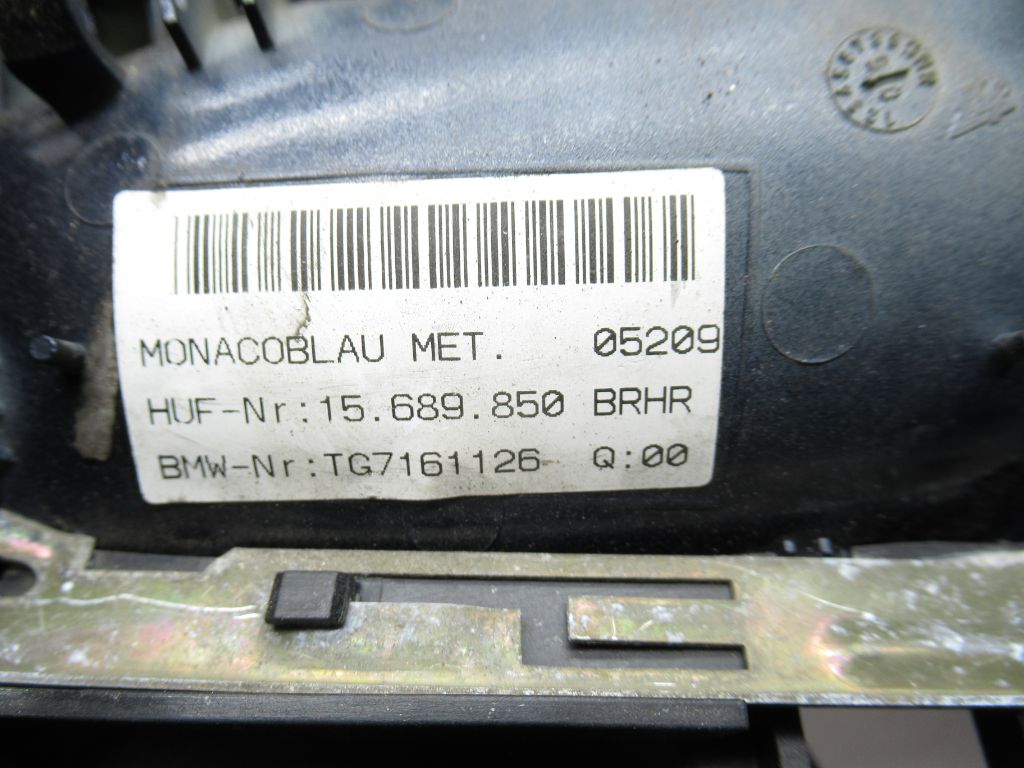 MONACOBLAU MET. 05209
HUF-Nr:15.689.850 BRHR
BMW-Nr:TG7161126 Q:00